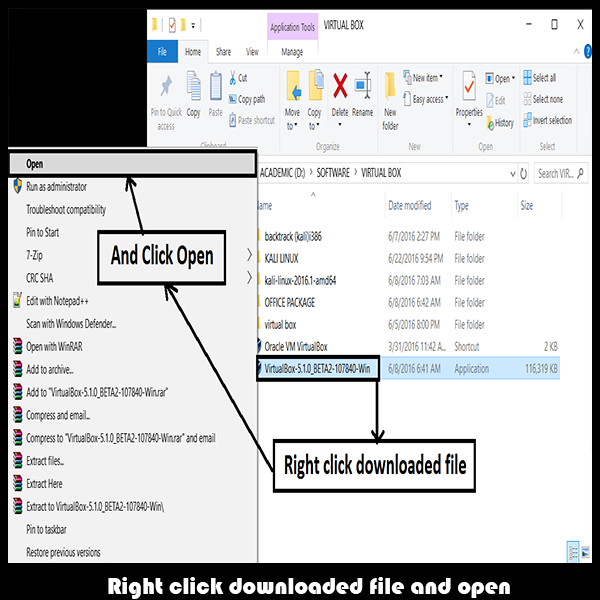 Application Tools
VIRTUAL BOX
File
Home
Share
View
Manage
Pin to Quick
access
Copy
Paste
Cut
Copy path
Paste shortcut
Move
to
Copy
to
Delete
Rename
New
folder
New item
Easy access
Properties
Open
Edit
History
Select all
Select none
Invert selection
Organize
New
Open
Select
ACADEMIC (D:) > SOFTWARE > VIRTUAL BOX
Search VIR...
Date modified
Type
Size
backtrack (kali)i386 6/7/2016 2:27 PM File folder
KALI LINUX 6/22/2016 9:54 PM File folder
kali-linux-2016.1-amd64 6/8/2016 7:03 AM File folder
OFFICE PACKAGE 6/8/2016 6:42 AM File folder
virtual box 6/5/2016 8:00 PM File folder
Oracle VM VirtualBox 3/31/2016 11:42 A... Shortcut 2 KB
VirtualBox-5.1.0_BETA2-107840-Win 6/8/2016 6:41 AM Application 116,319 KB
Open
Run as administrator
Troubleshoot compatibility
Pin to Start
7-Zip
CRC SHA
Edit with Notepad++
Scan with Windows Defender...
Open with WinRAR
Add to archive...
Add to "VirtualBox-5.1.0_BETA2-107840-Win.rar"
Compress and email...
Compress to "VirtualBox-5.1.0_BETA2-107840-Win.rar" and email
Extract files...
Extract Here
Extract to VirtualBox-5.1.0_BETA2-107840-Win\
Pin to taskbar
Restore previous versions
And Click Open
Right click downloaded file
Right click downloaded file and open